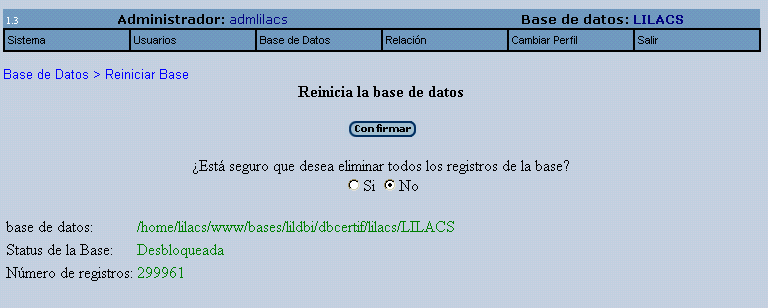 1.3 Administrador: admlilacs Base de datos: LILACS
Sistema Usuarios Base de Datos Relación Cambiar Perfil Salir
Base de Datos > Reiniciar Base
Reinicia la base de datos
Confirmar
¿Está seguro que desea eliminar todos los registros de la base?
Si No
base de datos: /home/lilacs/www/bases/lildbi/dbcertif/lilacs/LILACS
Status de la Base: Desbloqueada
Número de registros: 299961